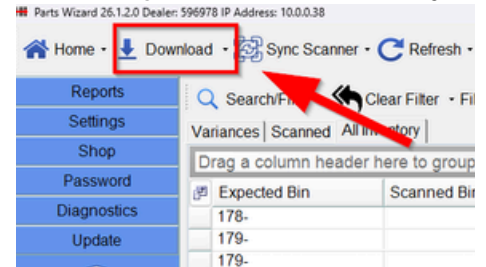 Parts Wizard 26.1.2.0 Dealer: 596978 IP Address: 10.0.0.38
Home Download Sync Scanner Refresh
Reports
Search/Fi Clear Filter Fil
Settings
Variances Scanned All Inventory
Shop
Drag a column header here to group
Password
Expected Bin Scanned Bin
Diagnostics
178-
Update
179-
179-